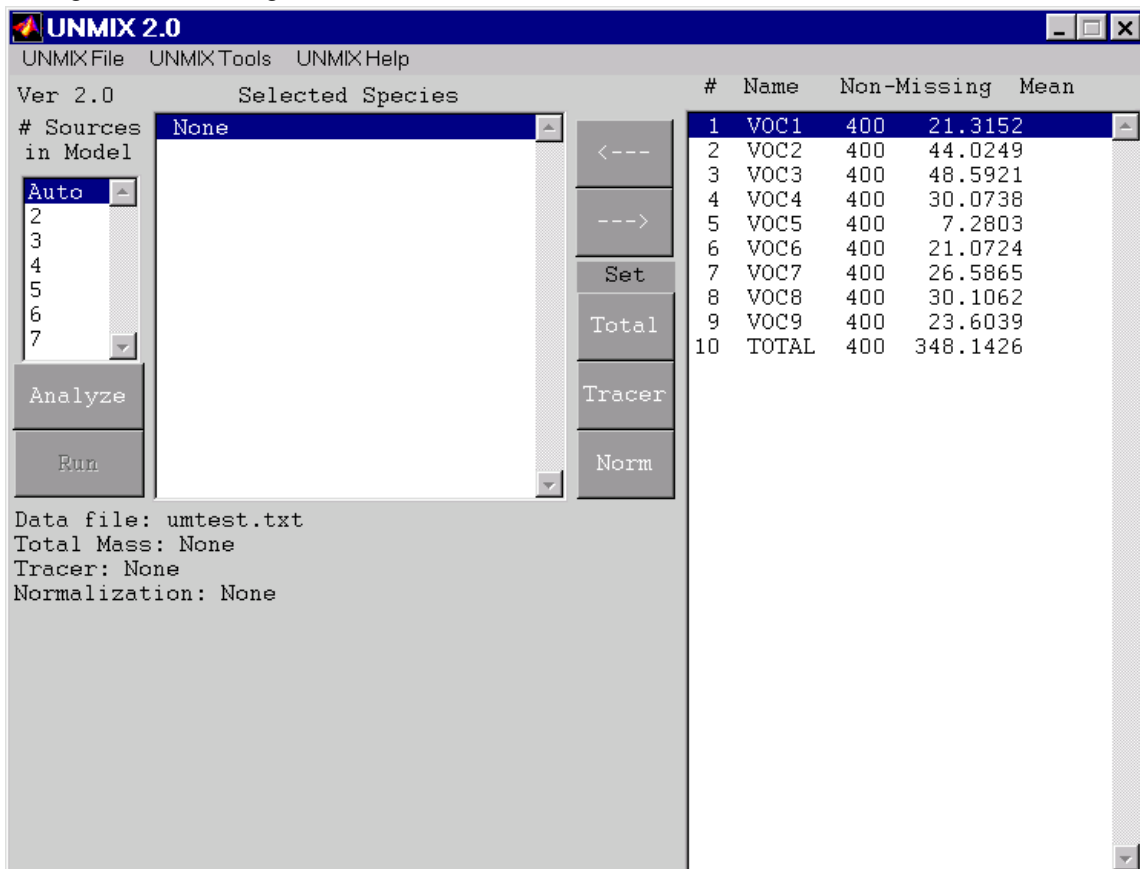 UNMIX 2.0
UNMIX File UNMIX Tools UNMIX Help
Ver 2.0 Selected Species
# Sources
in Model
None
Auto
2
3
4
5
6
7
Analyze
Run
<---
--->
Set
Total
Tracer
Norm
# Name Non-Missing Mean
1 VOC1 400 21.3152
2 VOC2 400 44.0249
3 VOC3 400 48.5921
4 VOC4 400 30.0738
5 VOC5 400 7.2803
6 VOC6 400 21.0724
7 VOC7 400 26.5865
8 VOC8 400 30.1062
9 VOC9 400 23.6039
10 TOTAL 400 348.1426
Data file: umtest.txt
Total Mass: None
Tracer: None
Normalization: None